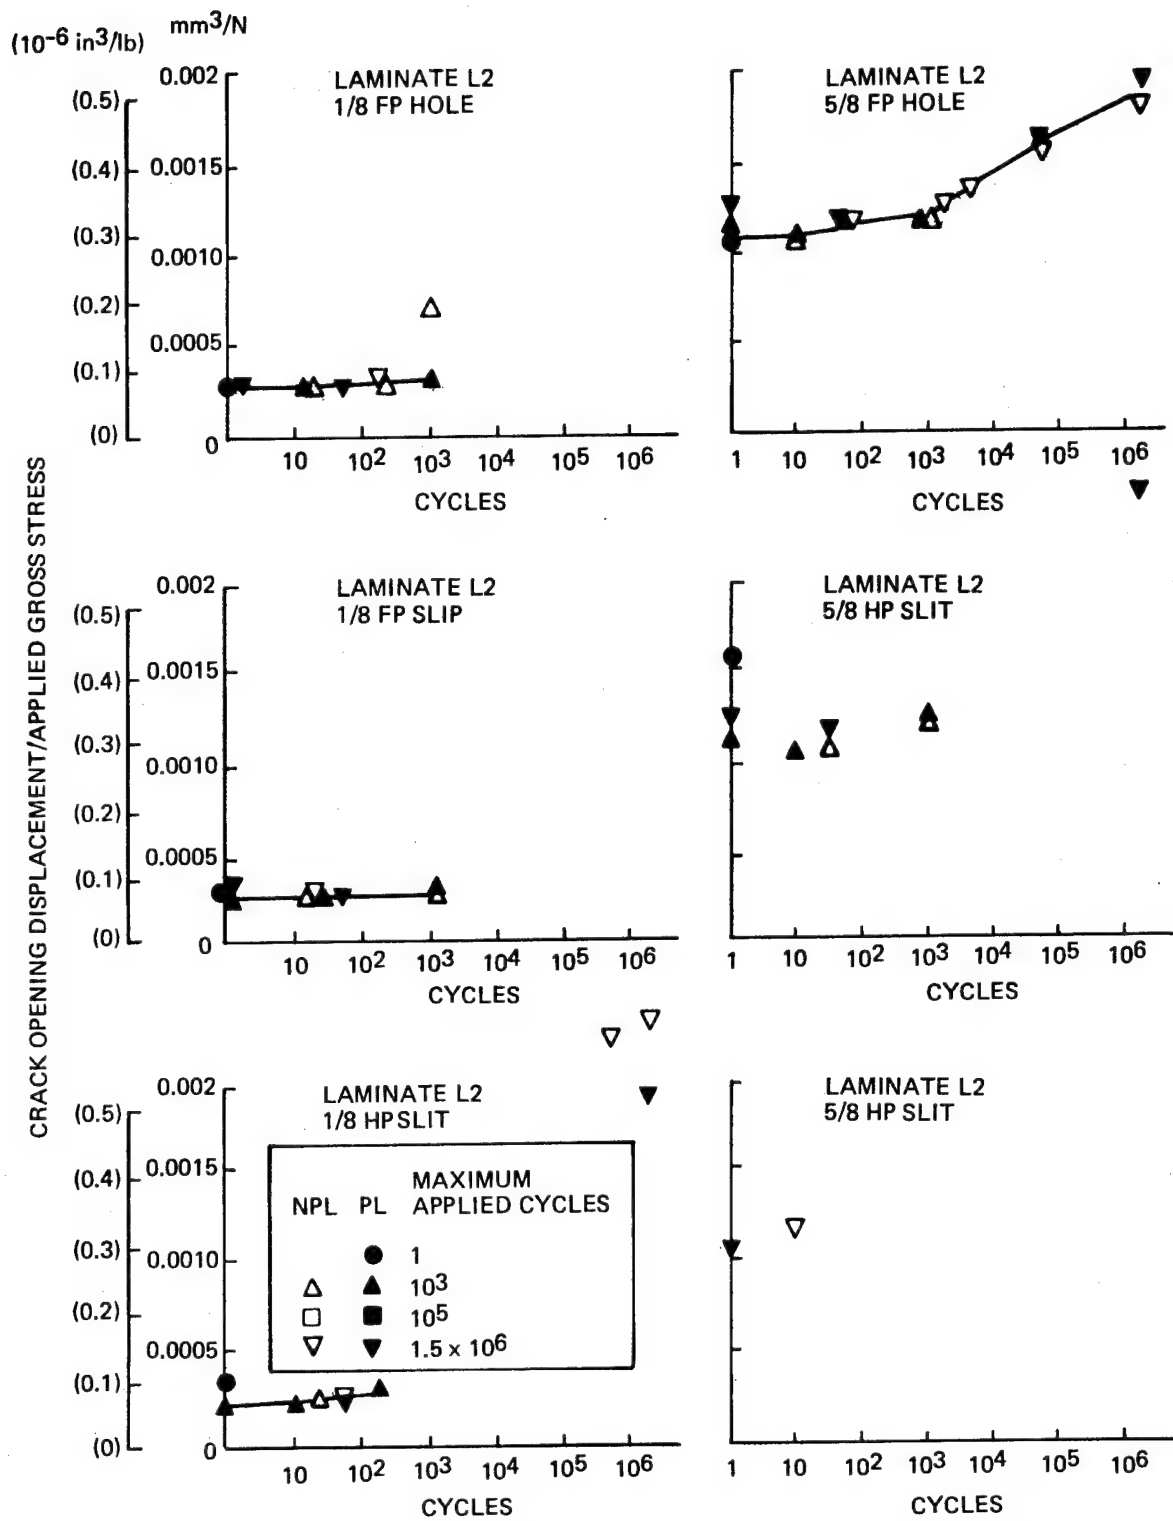 (10⁻⁶ in³/lb) mm³/N
CRACK OPENING DISPLACEMENT/APPLIED GROSS STRESS
LAMINATE L2
1/8 FP HOLE
(0.5)
(0.4)
(0.3)
(0.2)
(0.1)
(0)
0.002
0.0015
0.0010
0.0005
0
10 10² 10³ 10⁴ 10⁵ 10⁶
CYCLES
LAMINATE L2
5/8 FP HOLE
1 10 10² 10³ 10⁴ 10⁵ 10⁶
CYCLES
LAMINATE L2
1/8 FP SLIP
(0.5)
(0.4)
(0.3)
(0.2)
(0.1)
(0)
0.002
0.0015
0.0010
0.0005
0
10 10² 10³ 10⁴ 10⁵ 10⁶
CYCLES
LAMINATE L2
5/8 HP SLIT
1 10 10² 10³ 10⁴ 10⁵ 10⁶
CYCLES
LAMINATE L2
1/8 HP SLIT
(0.5)
(0.4)
(0.3)
(0.2)
(0.1)
(0)
0.002
0.0015
0.0010
0.0005
0
MAXIMUM
NPL PL APPLIED CYCLES
1
10³
10⁵
1.5 x 10⁶
10 10² 10³ 10⁴ 10⁵ 10⁶
CYCLES
LAMINATE L2
5/8 HP SLIT
1 10 10² 10³ 10⁴ 10⁵ 10⁶
CYCLES